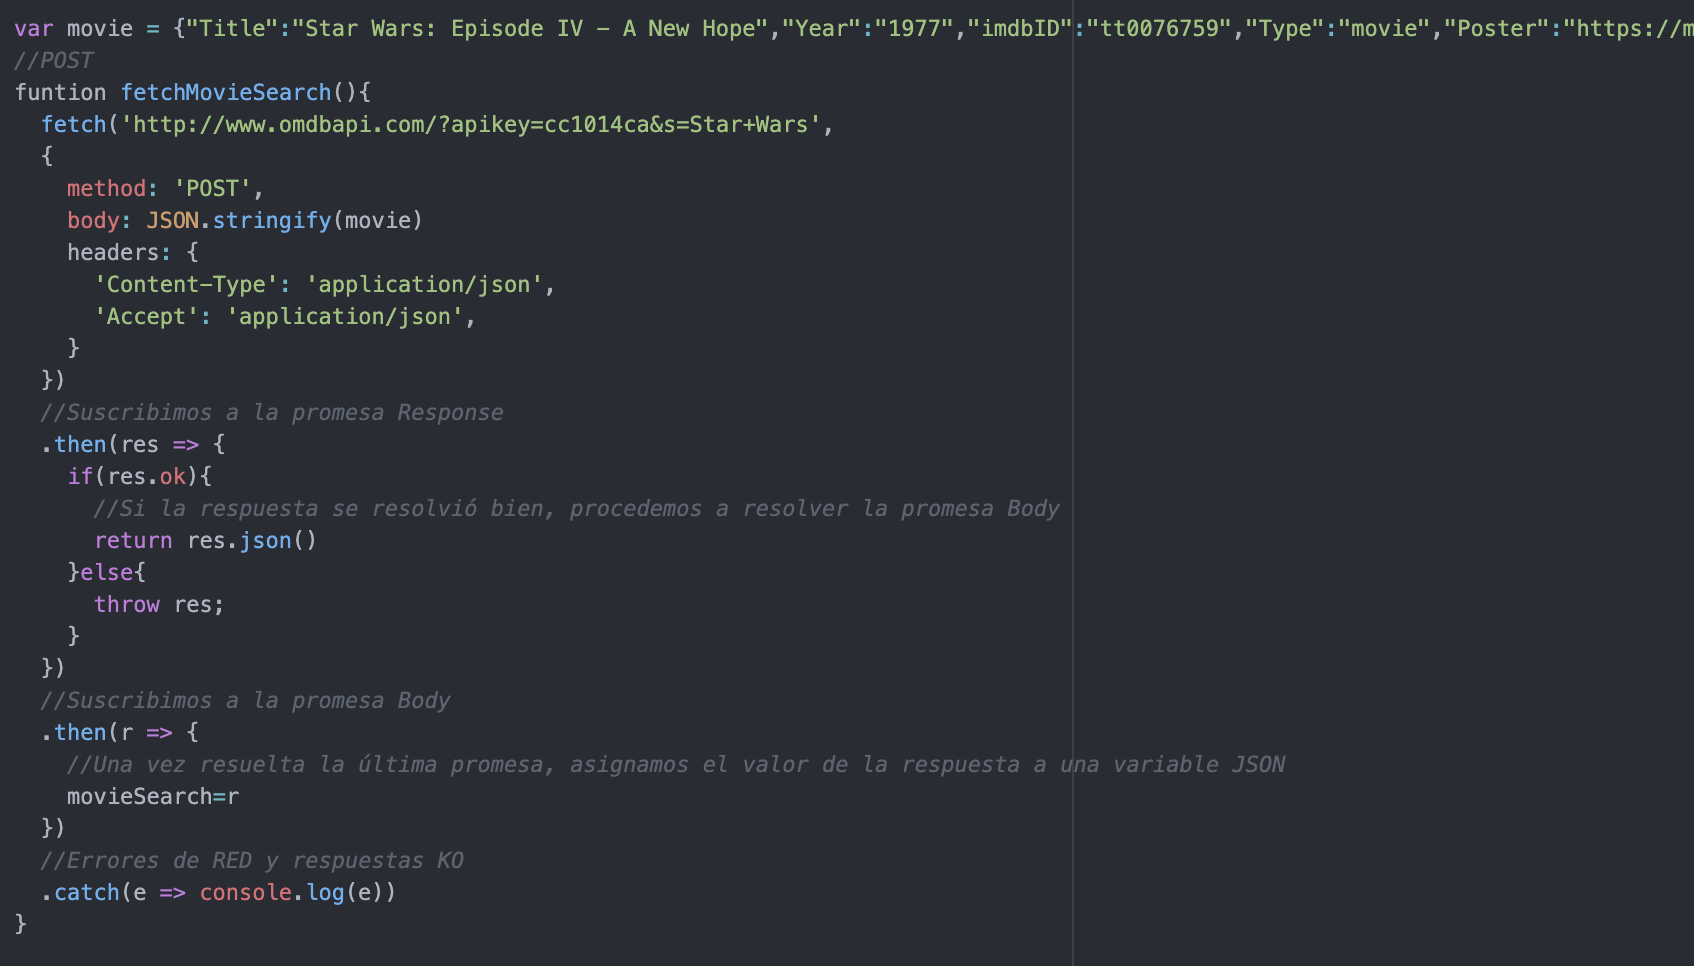 var movie = {"Title":"Star Wars: Episode IV – A New Hope","Year":"1977","imdbID":"tt0076759","Type":"movie","Poster":"https://m
//POST
funtion fetchMovieSearch(){
  fetch('http://www.omdbapi.com/?apikey=cc1014ca&s=Star+Wars',
  {
    method: 'POST',
    body: JSON.stringify(movie)
    headers: {
      'Content-Type': 'application/json',
      'Accept': 'application/json',
    }
  })
  //Suscribimos a la promesa Response
  .then(res => {
    if(res.ok){
      //Si la respuesta se resolvió bien, procedemos a resolver la promesa Body
      return res.json()
    }else{
      throw res;
    }
  })
  //Suscribimos a la promesa Body
  .then(r => {
    //Una vez resuelta la última promesa, asignamos el valor de la respuesta a una variable JSON
    movieSearch=r
  })
  //Errores de RED y respuestas KO
  .catch(e => console.log(e))
}